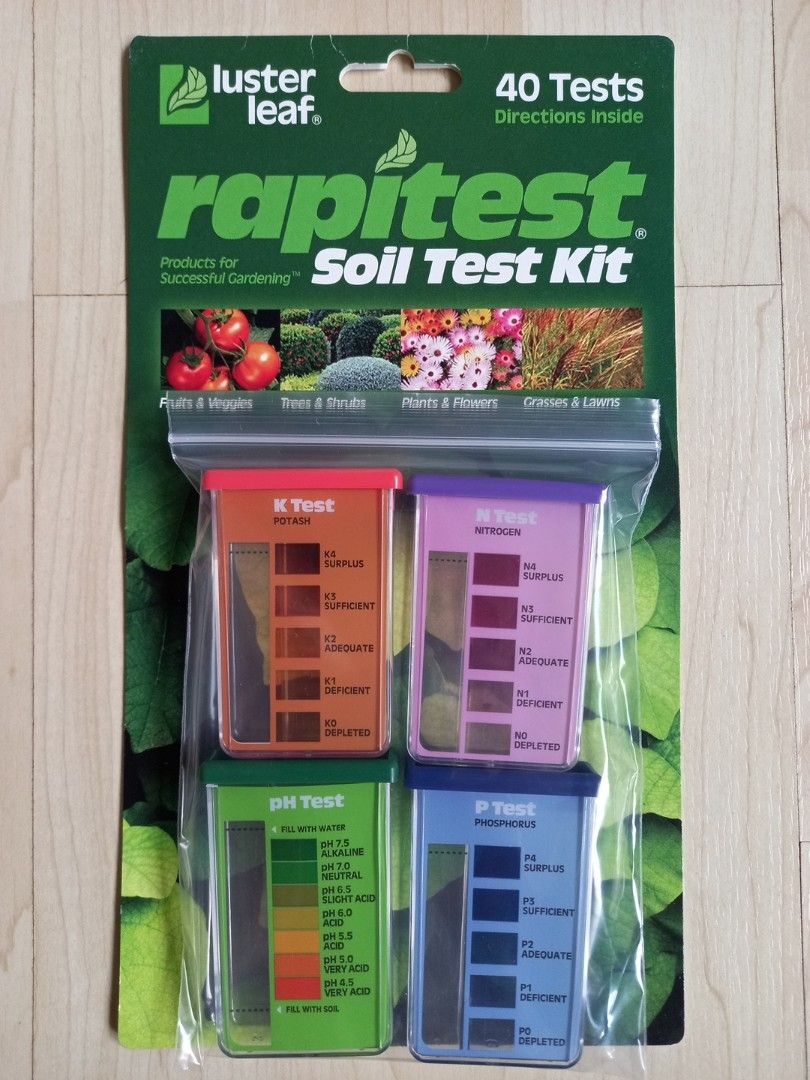 luster
leaf®
40 Tests
Directions Inside
rapitest®
Products for
Successful Gardening™
Soil Test Kit
Fruits & Veggies
Trees & Shrubs
Plants & Flowers
Grasses & Lawns
K Test
POTASH
K4
SURPLUS
K3
SUFFICIENT
K2
ADEQUATE
K1
DEFICIENT
K0
DEPLETED
N Test
NITROGEN
N4
SURPLUS
N3
SUFFICIENT
N2
ADEQUATE
N1
DEFICIENT
N0
DEPLETED
pH Test
FILL WITH WATER
pH 7.5
ALKALINE
pH 7.0
NEUTRAL
pH 6.5
SLIGHT ACID
pH 6.0
ACID
pH 5.5
ACID
pH 5.0
VERY ACID
pH 4.5
VERY ACID
FILL WITH SOIL
P Test
PHOSPHORUS
P4
SURPLUS
P3
SUFFICIENT
P2
ADEQUATE
P1
DEFICIENT
P0
DEPLETED